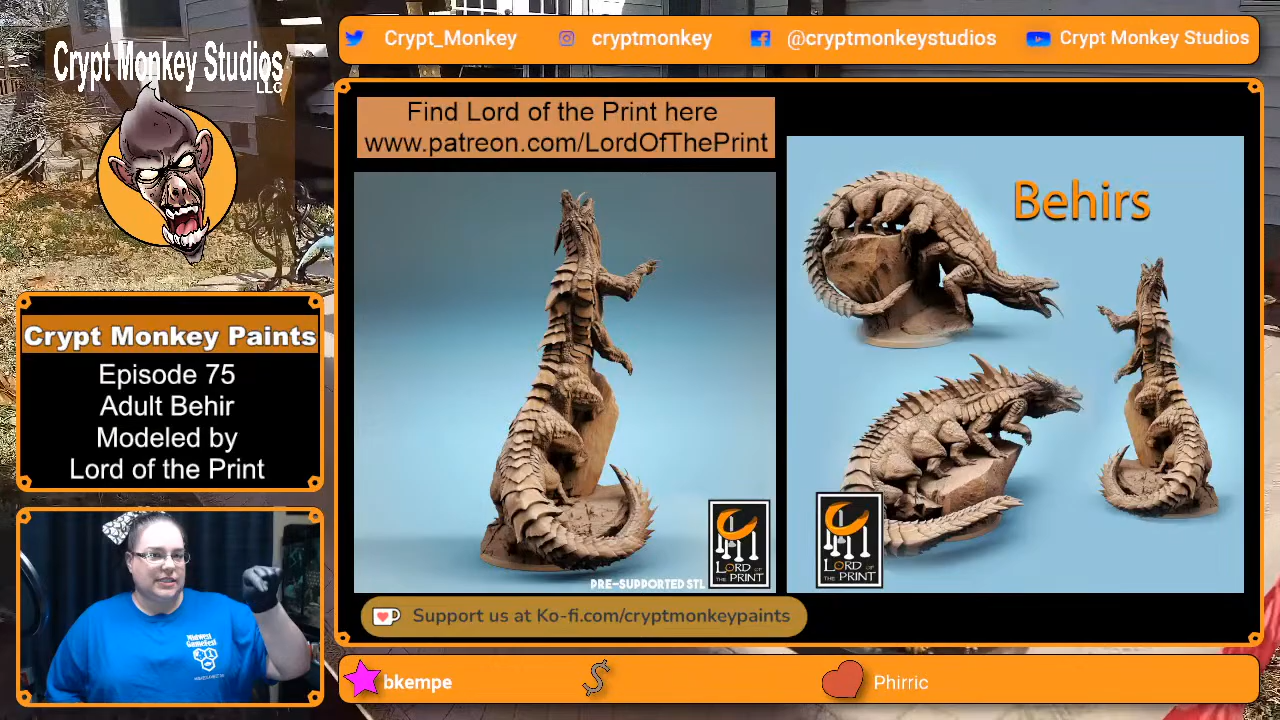 Crypt Monkey Studios
LLC
Crypt_Monkey
cryptmonkey
@cryptmonkeystudios
Crypt Monkey Studios
Find Lord of the Print here
www.patreon.com/LordOfThePrint
Behirs
Crypt Monkey Paints
Episode 75
Adult Behir
Modeled by
Lord of the Print
LORD OF
THE PRINT
PRE-SUPPORTED STL
LORD OF
THE PRINT
Midwest
GameFest
Support us at Ko-fi.com/cryptmonkeypaints
bkempe
Phirric